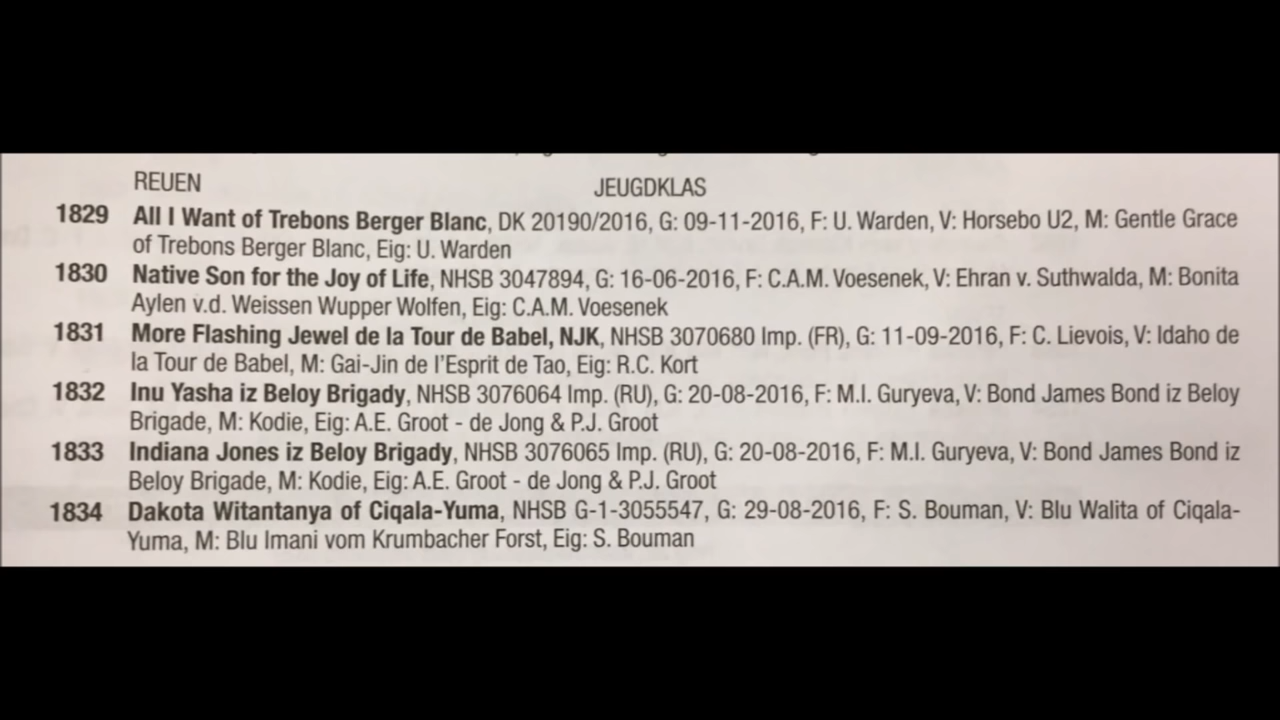 REUEN
JEUGDKLAS
1829 All I Want of Trebons Berger Blanc, DK 20190/2016, G: 09-11-2016, F: U. Warden, V: Horsebo U2, M: Gentle Grace
of Trebons Berger Blanc, Eig: U. Warden
1830 Native Son for the Joy of Life, NHSB 3047894, G: 16-06-2016, F: C.A.M. Voesenek, V: Ehran v. Suthwalda, M: Bonita
Aylen v.d. Weissen Wupper Wolfen, Eig: C.A.M. Voesenek
1831 More Flashing Jewel de la Tour de Babel, NJK, NHSB 3070680 Imp. (FR), G: 11-09-2016, F: C. Lievois, V: Idaho de
la Tour de Babel, M: Gai-Jin de l'Esprit de Tao, Eig: R.C. Kort
1832 Inu Yasha iz Beloy Brigady, NHSB 3076064 Imp. (RU), G: 20-08-2016, F: M.I. Guryeva, V: Bond James Bond iz Beloy
Brigade, M: Kodie, Eig: A.E. Groot - de Jong & P.J. Groot
1833 Indiana Jones iz Beloy Brigady, NHSB 3076065 Imp. (RU), G: 20-08-2016, F: M.I. Guryeva, V: Bond James Bond iz
Beloy Brigade, M: Kodie, Eig: A.E. Groot - de Jong & P.J. Groot
1834 Dakota Witantanya of Ciqala-Yuma, NHSB G-1-3055547, G: 29-08-2016, F: S. Bouman, V: Blu Walita of Ciqala-
Yuma, M: Blu Imani vom Krumbacher Forst, Eig: S. Bouman